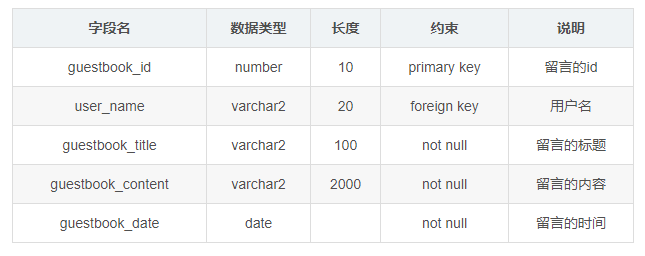 字段名 数据类型 长度 约束 说明
guestbook_id number 10 primary key 留言的id
user_name varchar2 20 foreign key 用户名
guestbook_title varchar2 100 not null 留言的标题
guestbook_content varchar2 2000 not null 留言的内容
guestbook_date date not null 留言的时间